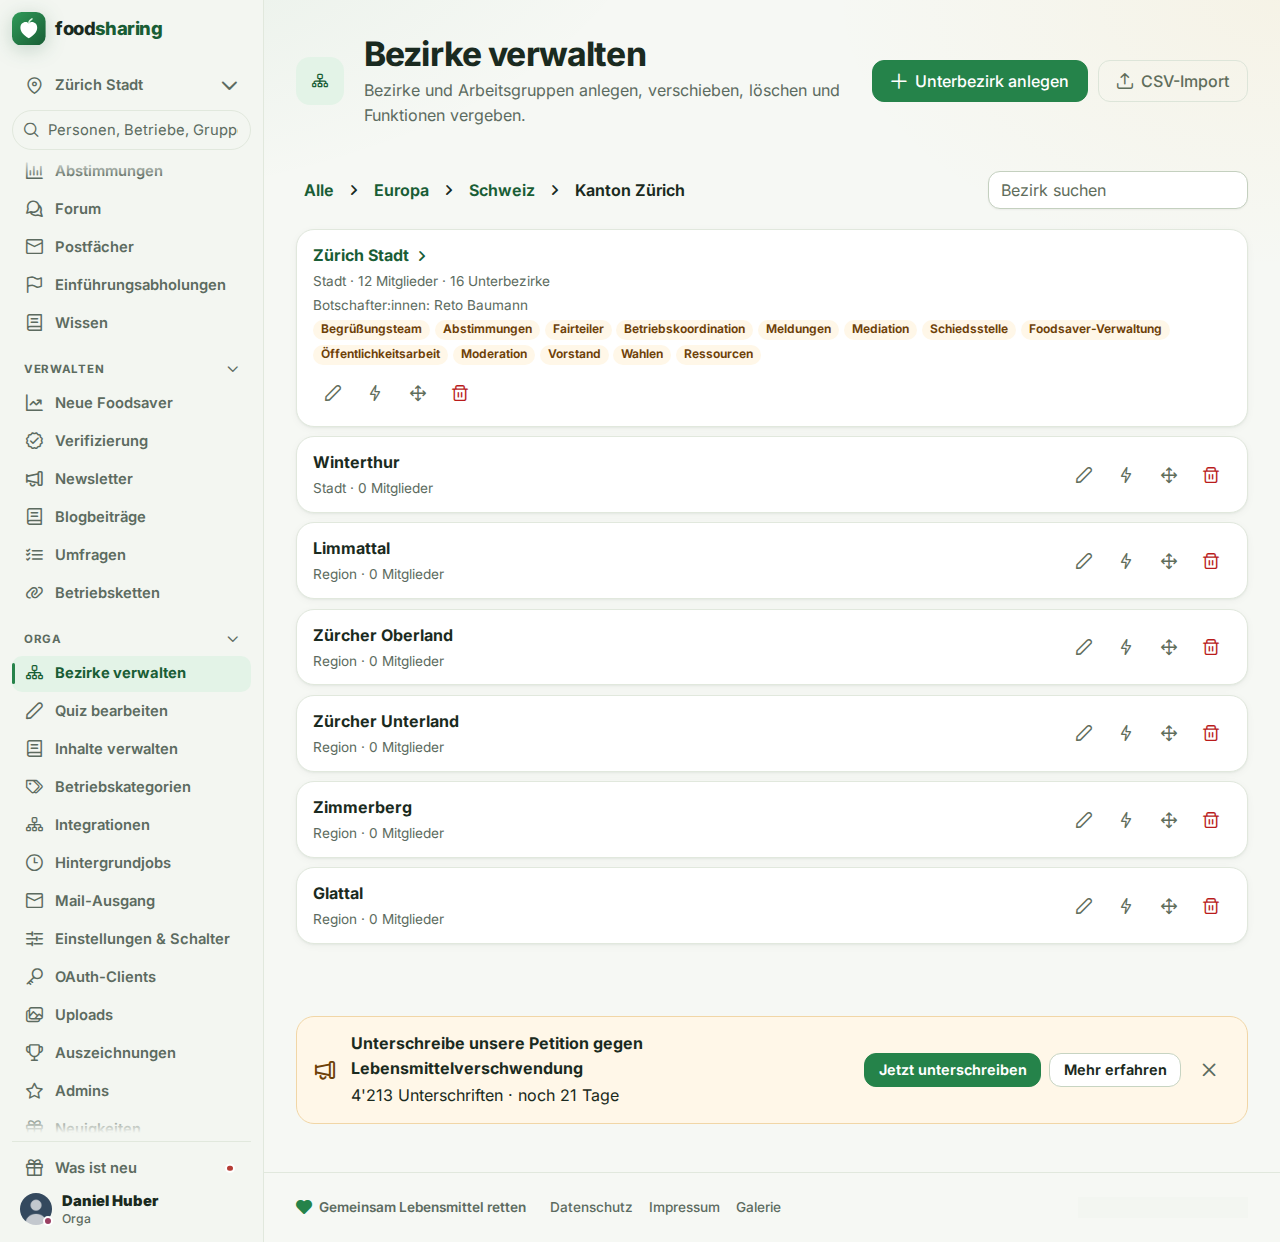 foodsharing
Zürich Stadt
Personen, Betriebe, Grupp
Abstimmungen
Forum
Postfächer
Einführungsabholungen
Wissen
VERWALTEN
Neue Foodsaver
Verifizierung
Newsletter
Blogbeiträge
Umfragen
Betriebsketten
ORGA
Bezirke verwalten
Quiz bearbeiten
Inhalte verwalten
Betriebskategorien
Integrationen
Hintergrundjobs
Mail-Ausgang
Einstellungen & Schalter
OAuth-Clients
Uploads
Auszeichnungen
Admins
Neuigkeiten
Was ist neu
Daniel Huber
Orga
Bezirke verwalten
Bezirke und Arbeitsgruppen anlegen, verschieben, löschen und
Funktionen vergeben.
Unterbezirk anlegen
CSV-Import
Alle Europa Schweiz Kanton Zürich
Bezirk suchen
Zürich Stadt
Stadt · 12 Mitglieder · 16 Unterbezirke
Botschafter:innen: Reto Baumann
Begrüßungsteam Abstimmungen Fairteiler Betriebskoordination Meldungen Mediation Schiedsstelle Foodsaver-Verwaltung
Öffentlichkeitsarbeit Moderation Vorstand Wahlen Ressourcen
Winterthur
Stadt · 0 Mitglieder
Limmattal
Region · 0 Mitglieder
Zürcher Oberland
Region · 0 Mitglieder
Zürcher Unterland
Region · 0 Mitglieder
Zimmerberg
Region · 0 Mitglieder
Glattal
Region · 0 Mitglieder
Unterschreibe unsere Petition gegen
Lebensmittelverschwendung
4'213 Unterschriften · noch 21 Tage
Jetzt unterschreiben
Mehr erfahren
Gemeinsam Lebensmittel retten Datenschutz Impressum Galerie